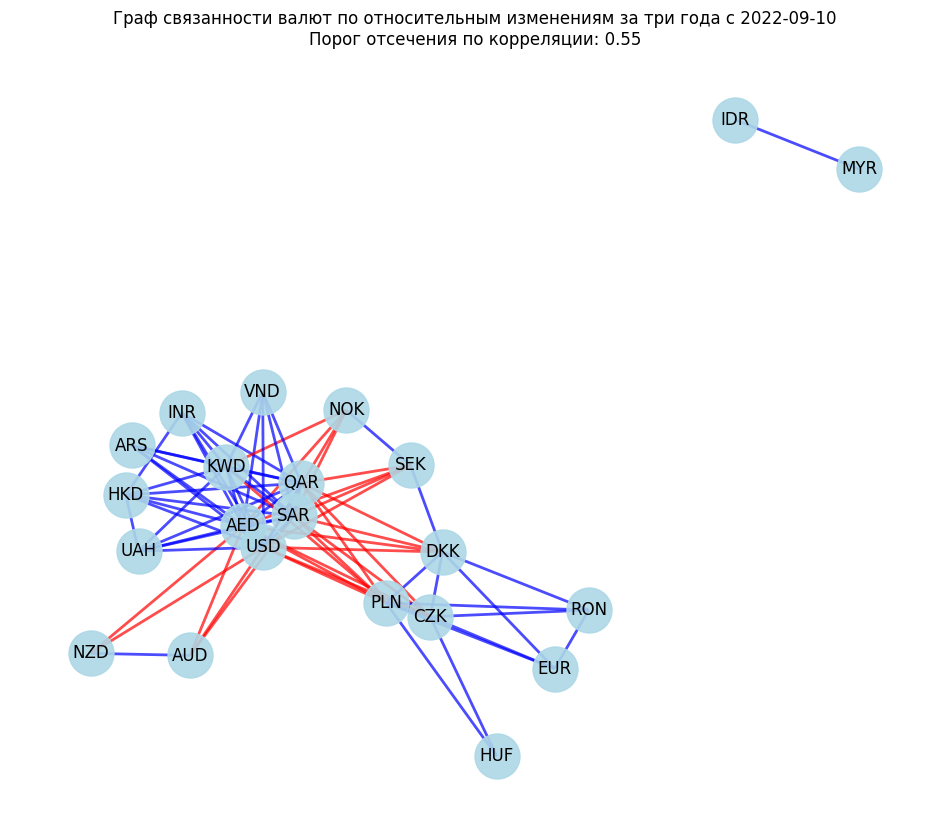 Граф связанности валют по относительным изменениям за три года с 2022-09-10
Порог отсечения по корреляции: 0.55
IDR
MYR
VND
NOK
INR
ARS
SEK
KWD
QAR
HKD
SAR
AED
USD
UAH
DKK
PLN
CZK
RON
NZD
AUD
EUR
HUF